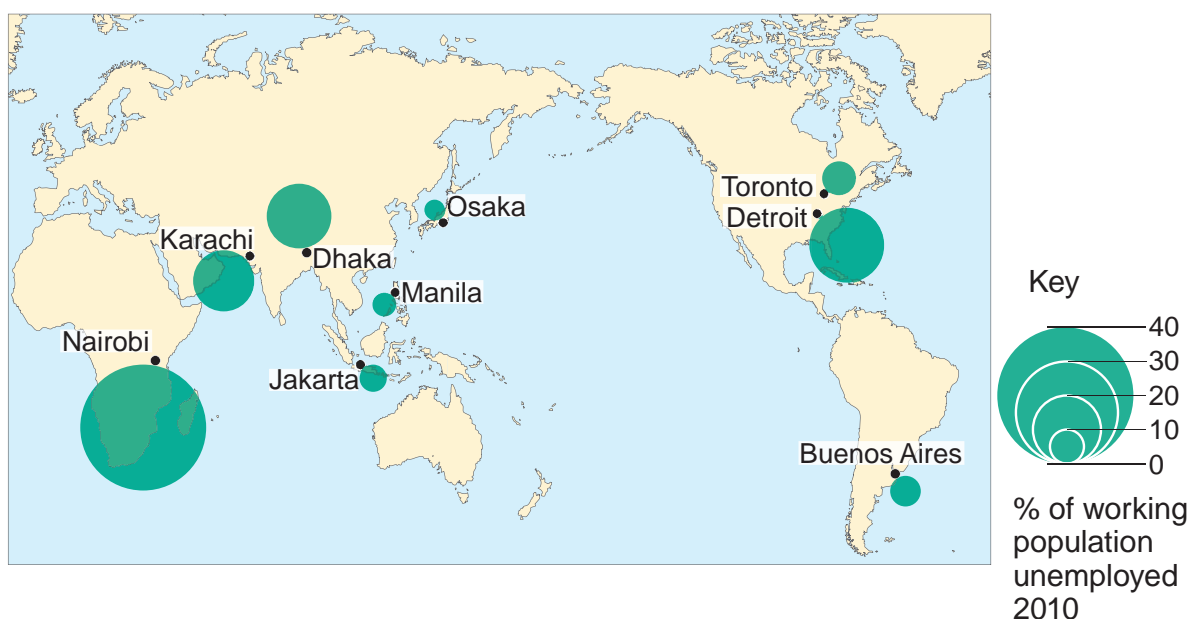 Toronto
Osaka
Detroit
Karachi
Dhaka
Manila
Key
Nairobi
40
30
Jakarta
20
10
Buenos Aires
0
% of working
population
unemployed
2010